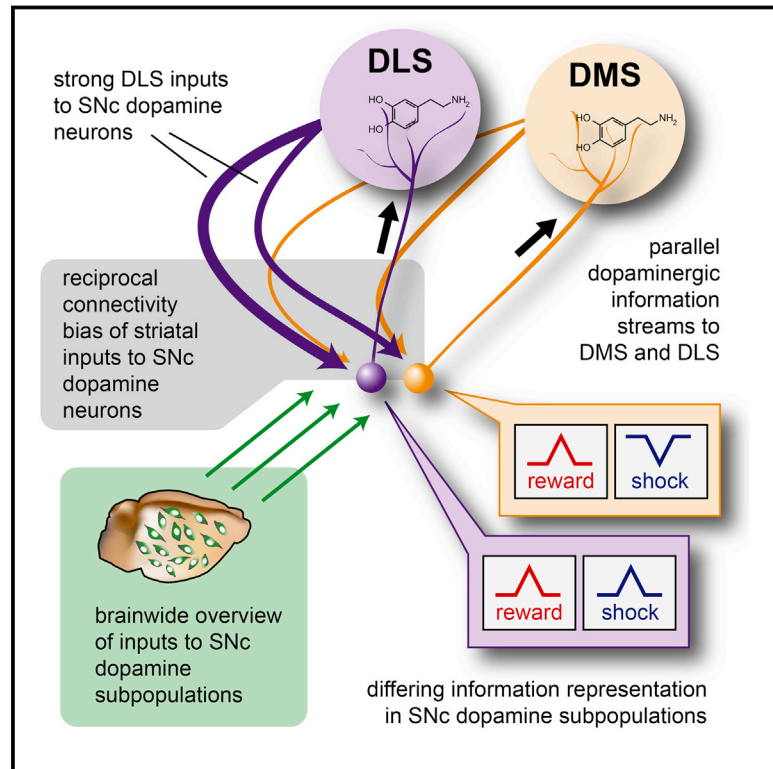 DLS
DMS
HO
HO
NH2
HO
HO
NH2
strong DLS inputs
to SNc dopamine
neurons
reciprocal
connectivity
bias of striatal
inputs to SNc
dopamine
neurons
parallel
dopaminergic
information
streams to
DMS and DLS
reward
shock
reward
shock
brainwide overview
of inputs to SNc
dopamine
subpopulations
differing information representation
in SNc dopamine subpopulations